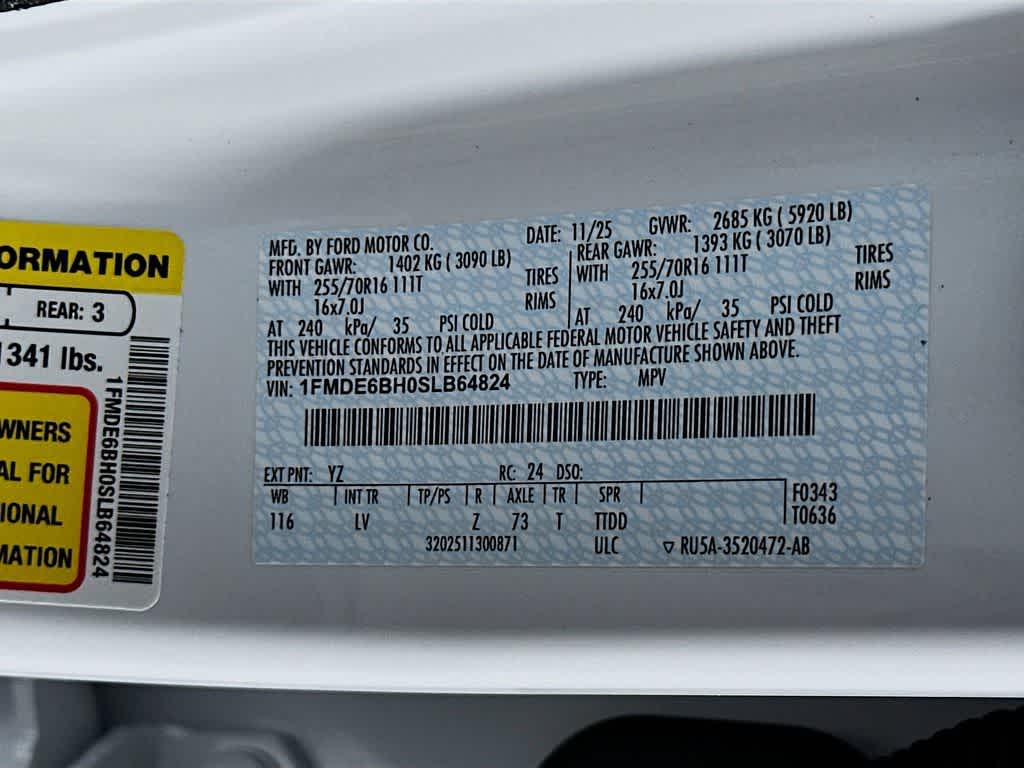 ORMATION
REAR: 3
1341 lbs.
WNERS
AL FOR
IONAL
MATION
1FMDE6BH0SLB64824
MFD. BY FORD MOTOR CO. DATE: 11/25 GVWR: 2685 KG ( 5920 LB)
FRONT GAWR: 1402 KG ( 3090 LB) REAR GAWR: 1393 KG ( 3070 LB)
WITH 255/70R16 111T TIRES WITH 255/70R16 111T TIRES
16x7.0J RIMS 16x7.0J RIMS
AT 240 kPa/ 35 PSI COLD AT 240 kPa/ 35 PSI COLD
THIS VEHICLE CONFORMS TO ALL APPLICABLE FEDERAL MOTOR VEHICLE SAFETY AND THEFT
PREVENTION STANDARDS IN EFFECT ON THE DATE OF MANUFACTURE SHOWN ABOVE.
VIN: 1FMDE6BH0SLB64824 TYPE: MPV
EXT PNT: YZ RC: 24 DSO:
WB INT TR TP/PS R AXLE TR SPR F0343
116 LV Z 73 T TTDD T0636
3202511300871 ULC ▽ RU5A-3520472-AB